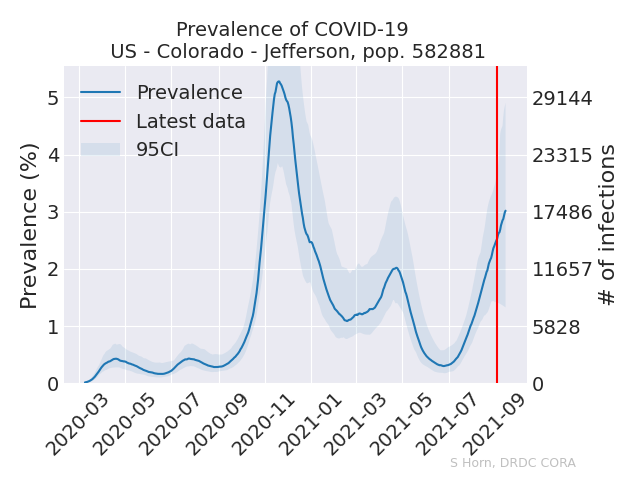 Prevalence of COVID-19
US - Colorado - Jefferson, pop. 582881
Prevalence
Latest data
95CI
Prevalence (%)
5
4
3
2
1
0
29144
23315
17486
11657
5828
0
# of infections
2020-03
2020-05
2020-07
2020-09
2020-11
2021-01
2021-03
2021-05
2021-07
2021-09
S Horn, DRDC CORA